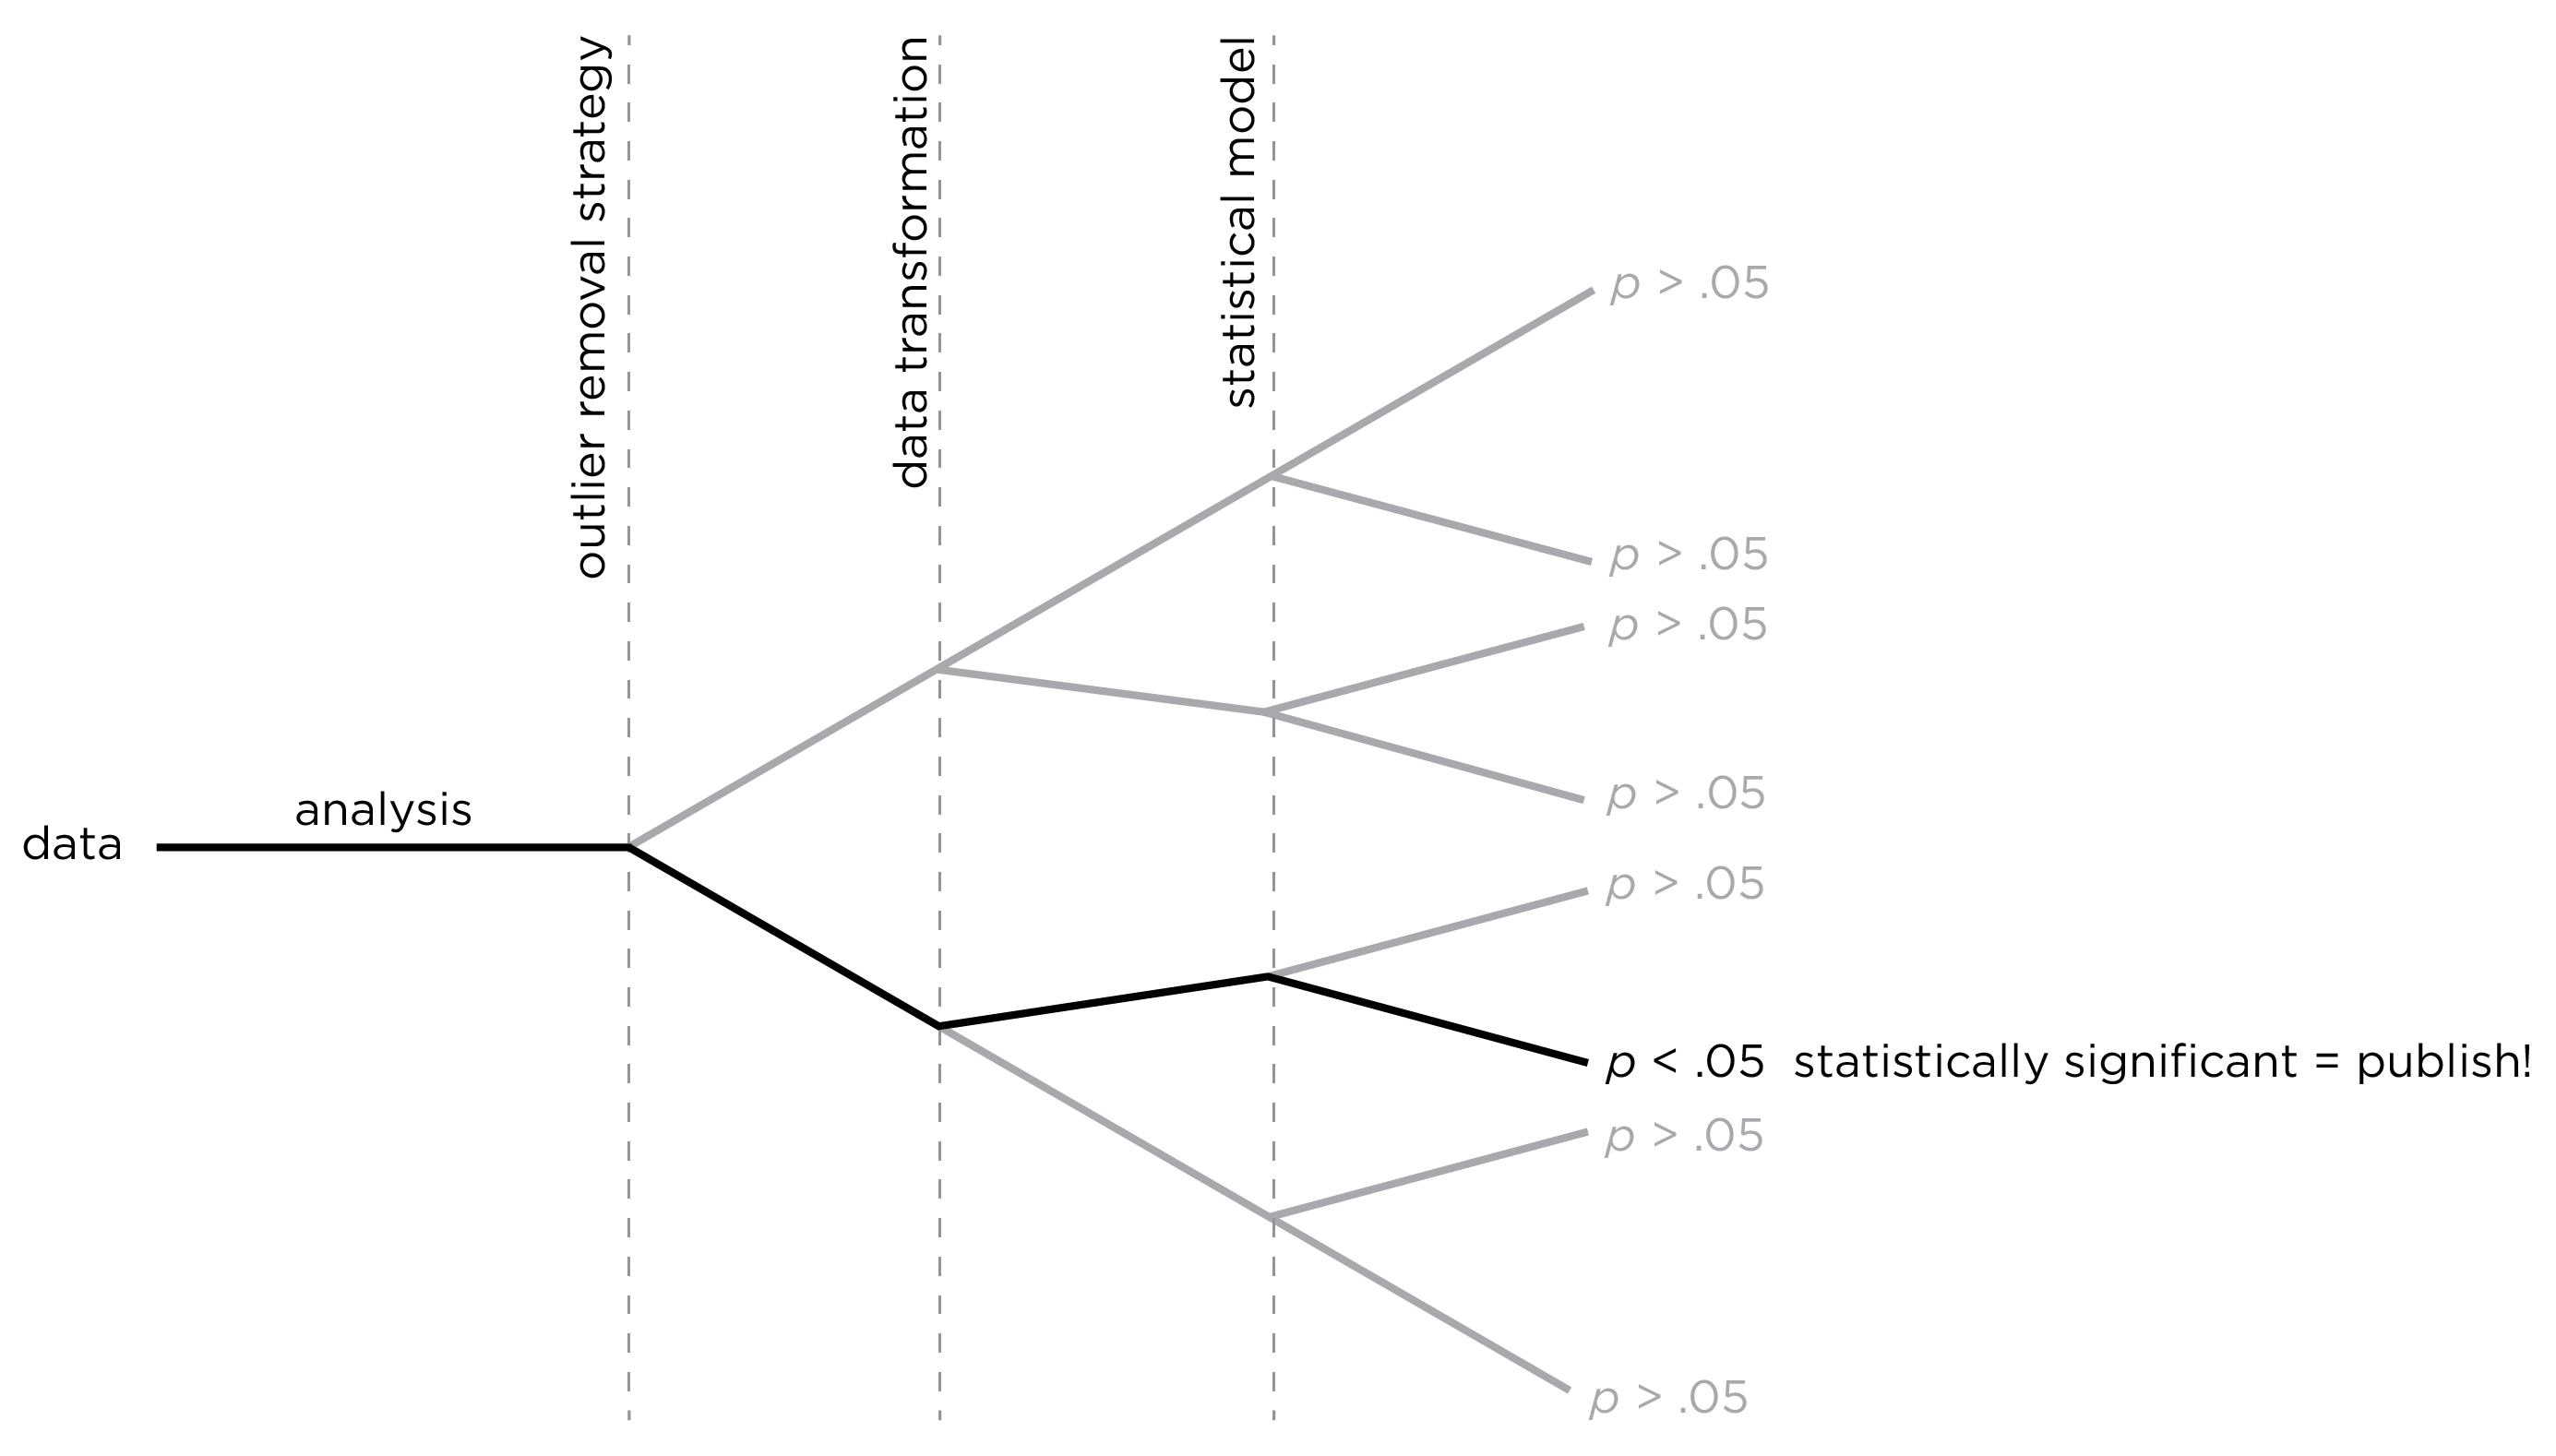 outlier removal strategy
data transformation
statistical model
p > .05
p > .05
p > .05
p > .05
analysis
data
p > .05
p < .05 statistically significant = publish!
p > .05
p > .05